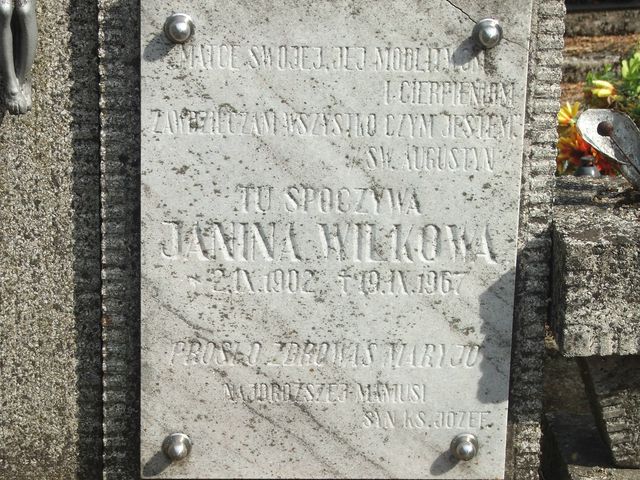 MATCE SWOJEJ, JEJ MODLITWOM
I CIERPIENIOM
ZAWDZIĘCZAM WSZYSTKO CZYM JESTEM.
ŚW. AUGUSTYN
TU SPOCZYWA
JANINA WILKOWA
* 2.IX.1902 ✝ 19.IX.1967
PROSI O ZDROWAŚ MARYJO
NAJDROŻSZEJ MAMUSI
SYN KS. JÓZEF.